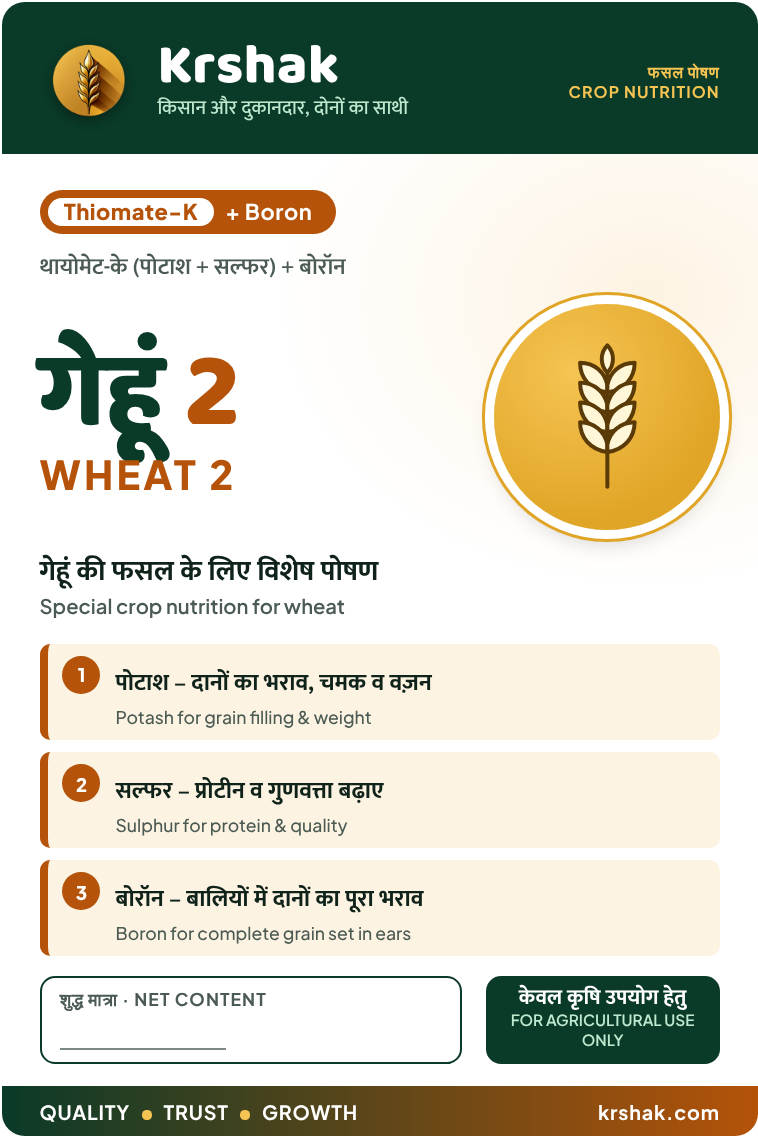 Krshak
किसान और दुकानदार, दोनों का साथी
फसल पोषण
CROP NUTRITION
Thiomate-K + Boron
थायोमेट-के (पोटाश + सल्फर) + बोरॉन
गेहूं 2
WHEAT 2
गेहूं की फसल के लिए विशेष पोषण
Special crop nutrition for wheat
1 पोटाश – दानों का भराव, चमक व वज़न
Potash for grain filling & weight
2 सल्फर – प्रोटीन व गुणवत्ता बढ़ाए
Sulphur for protein & quality
3 बोरॉन – बालियों में दानों का पूरा भराव
Boron for complete grain set in ears
शुद्ध मात्रा · NET CONTENT
केवल कृषि उपयोग हेतु
FOR AGRICULTURAL USE
ONLY
QUALITY ● TRUST ● GROWTH
krshak.com